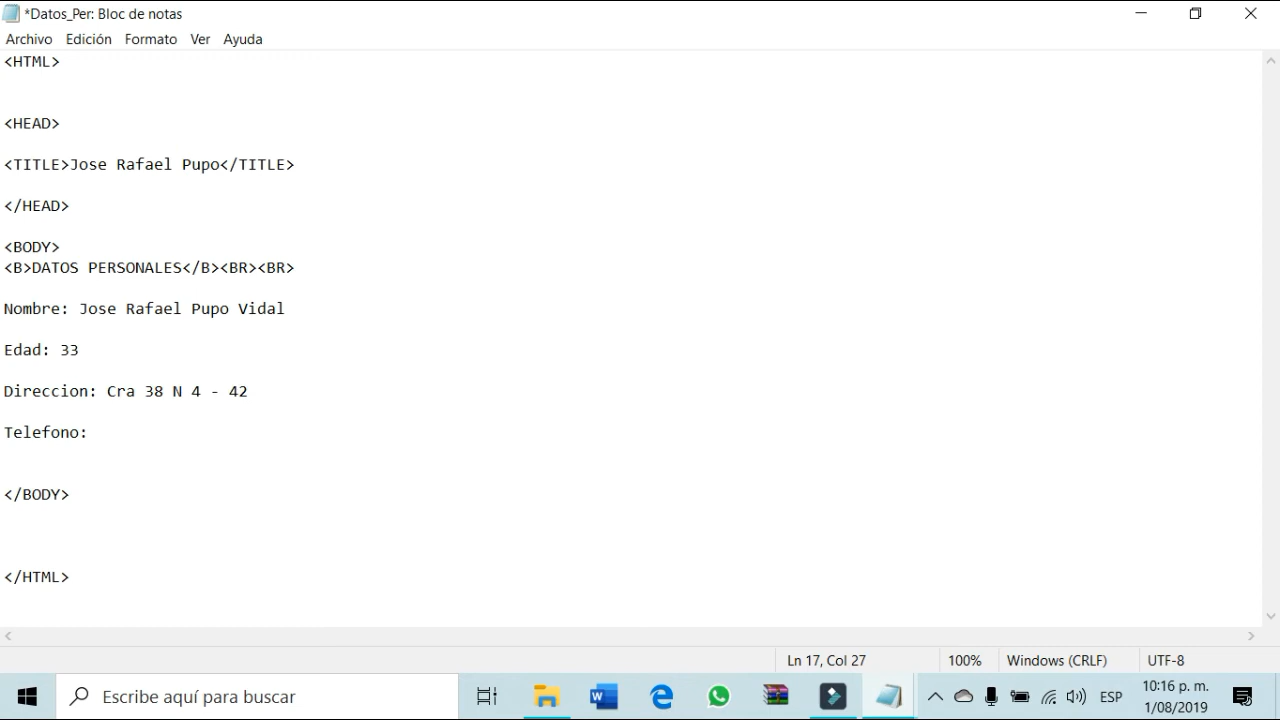 *Datos_Per: Bloc de notas
Archivo Edición Formato Ver Ayuda
<HTML>
<HEAD>
<TITLE>Jose Rafael Pupo</TITLE>
</HEAD>
<BODY>
<B>DATOS PERSONALES</B><BR><BR>
Nombre: Jose Rafael Pupo Vidal
Edad: 33
Direccion: Cra 38 N 4 - 42
Telefono:
</BODY>
</HTML>
Ln 17, Col 27 100% Windows (CRLF) UTF-8
Escribe aquí para buscar
ESP
10:16 p. m.
1/08/2019